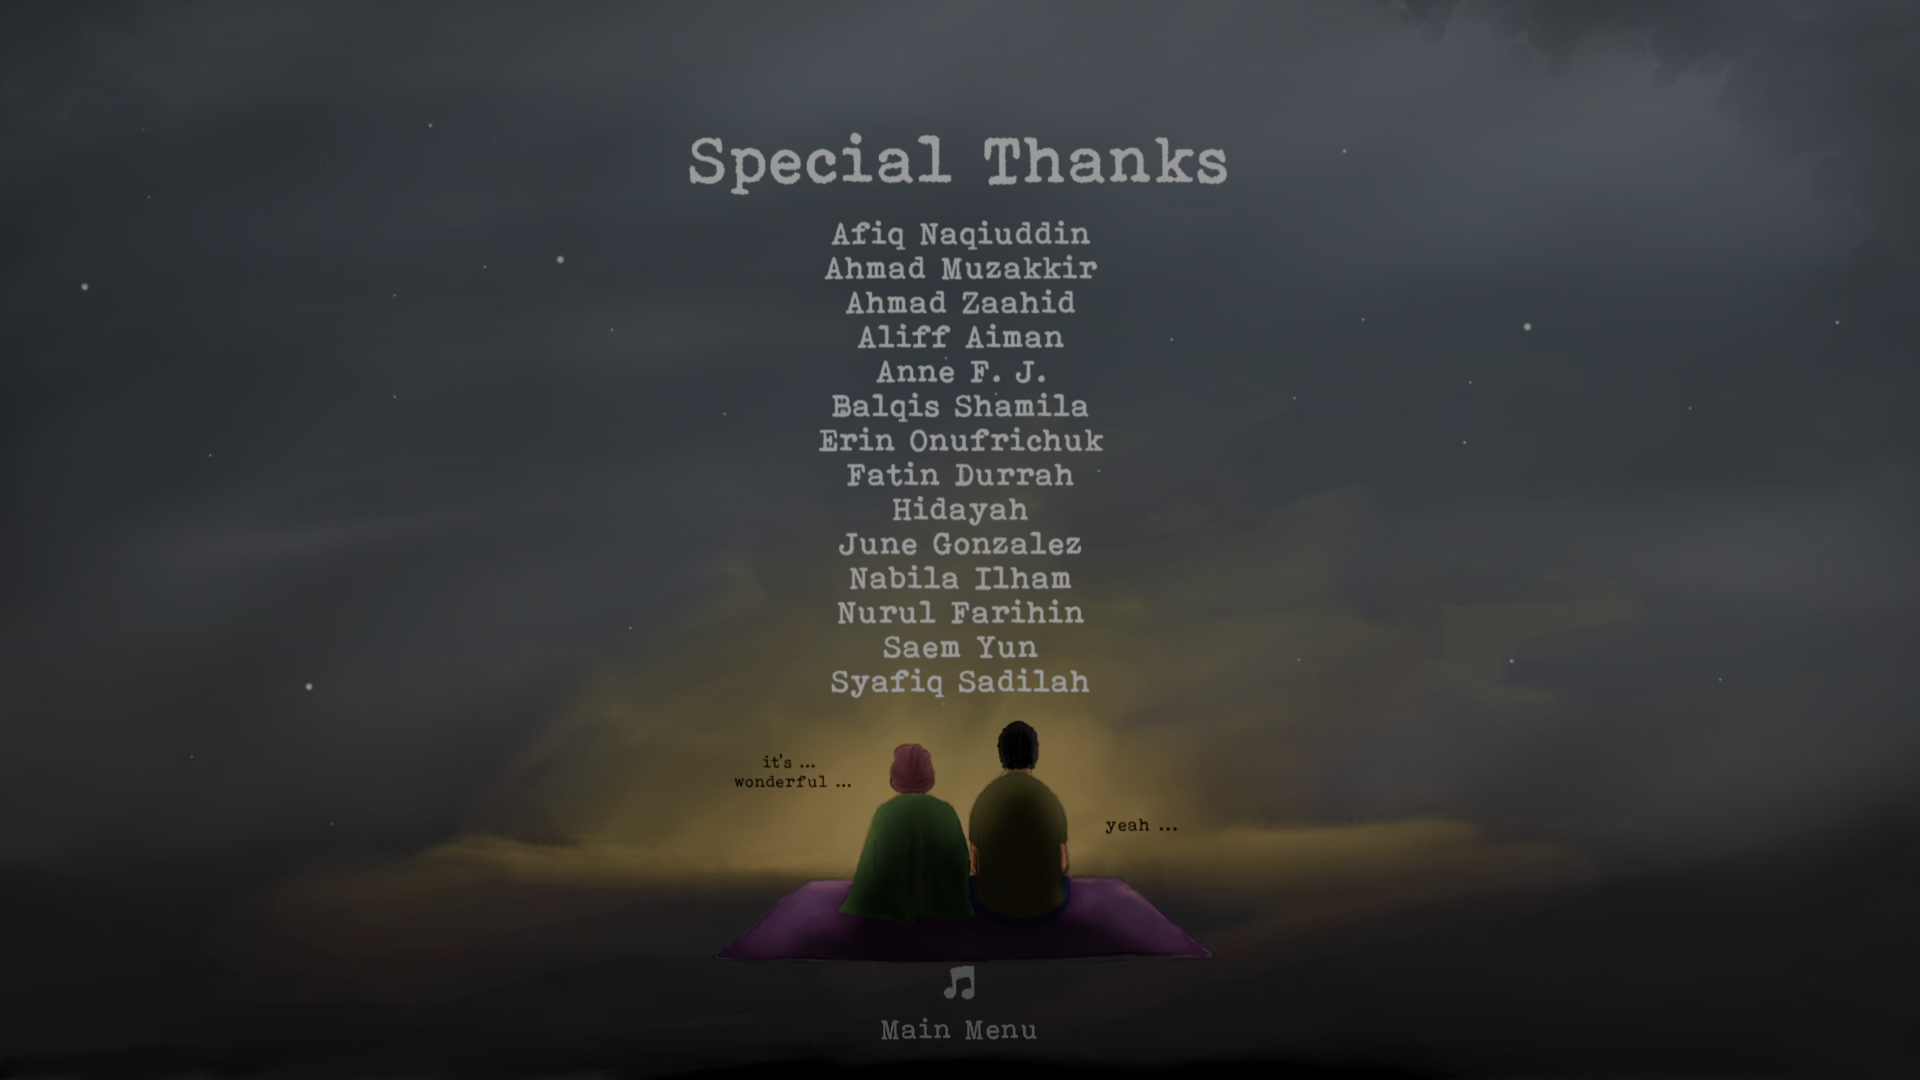 Special Thanks
Afiq Naqiuddin
Ahmad Muzakkir
Ahmad Zaahid
Aliff Aiman
Anne F. J.
Balqis Shamila
Erin Onufrichuk
Fatin Durrah
Hidayah
June Gonzalez
Nabila Ilham
Nurul Farihin
Saem Yun
Syafiq Sadilah
it's ...
wonderful ...
yeah ...
Main Menu